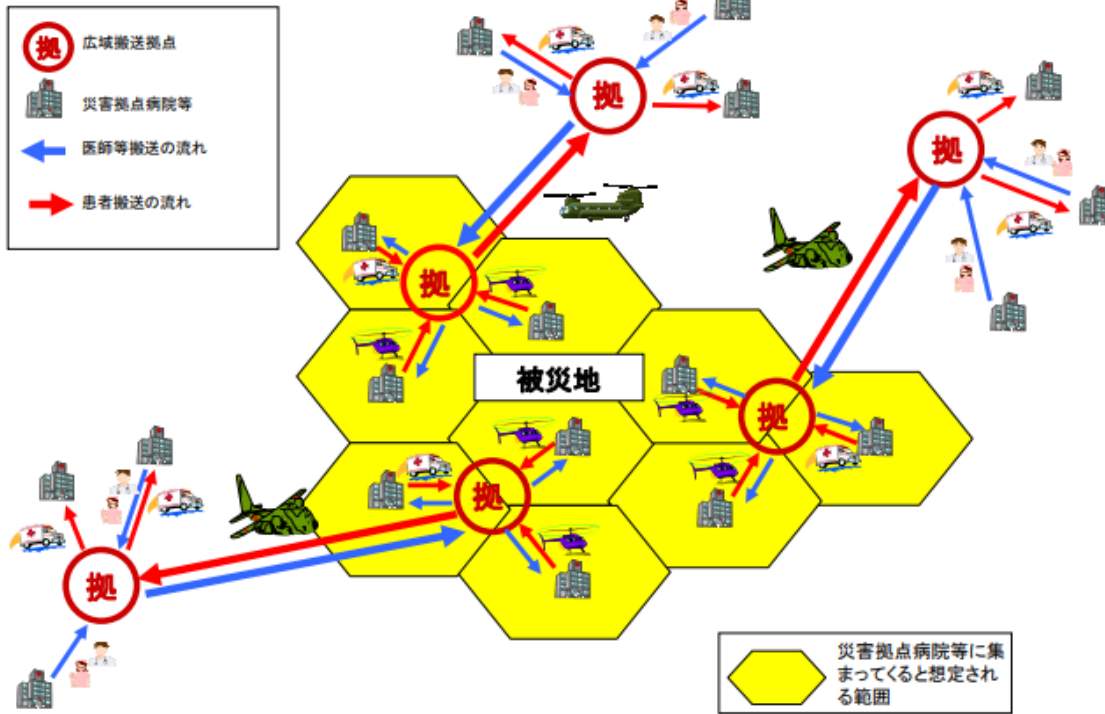 拠 広域搬送拠点
災害拠点病院等
医師等搬送の流れ
患者搬送の流れ
拠
拠
拠
被災地
拠
拠
拠
災害拠点病院等に集
まってくると想定され
る範囲